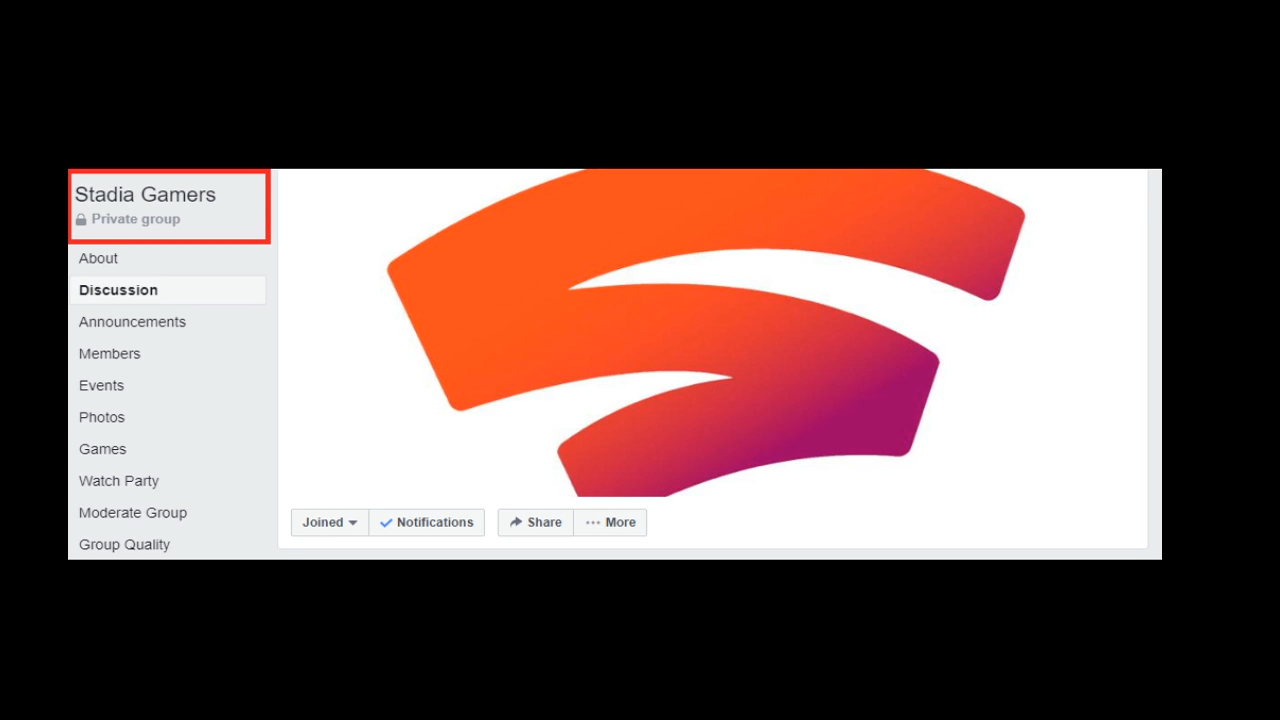 Stadia Gamers
Private group
About
Discussion
Announcements
Members
Events
Photos
Games
Watch Party
Moderate Group
Group Quality
Joined Notifications Share More